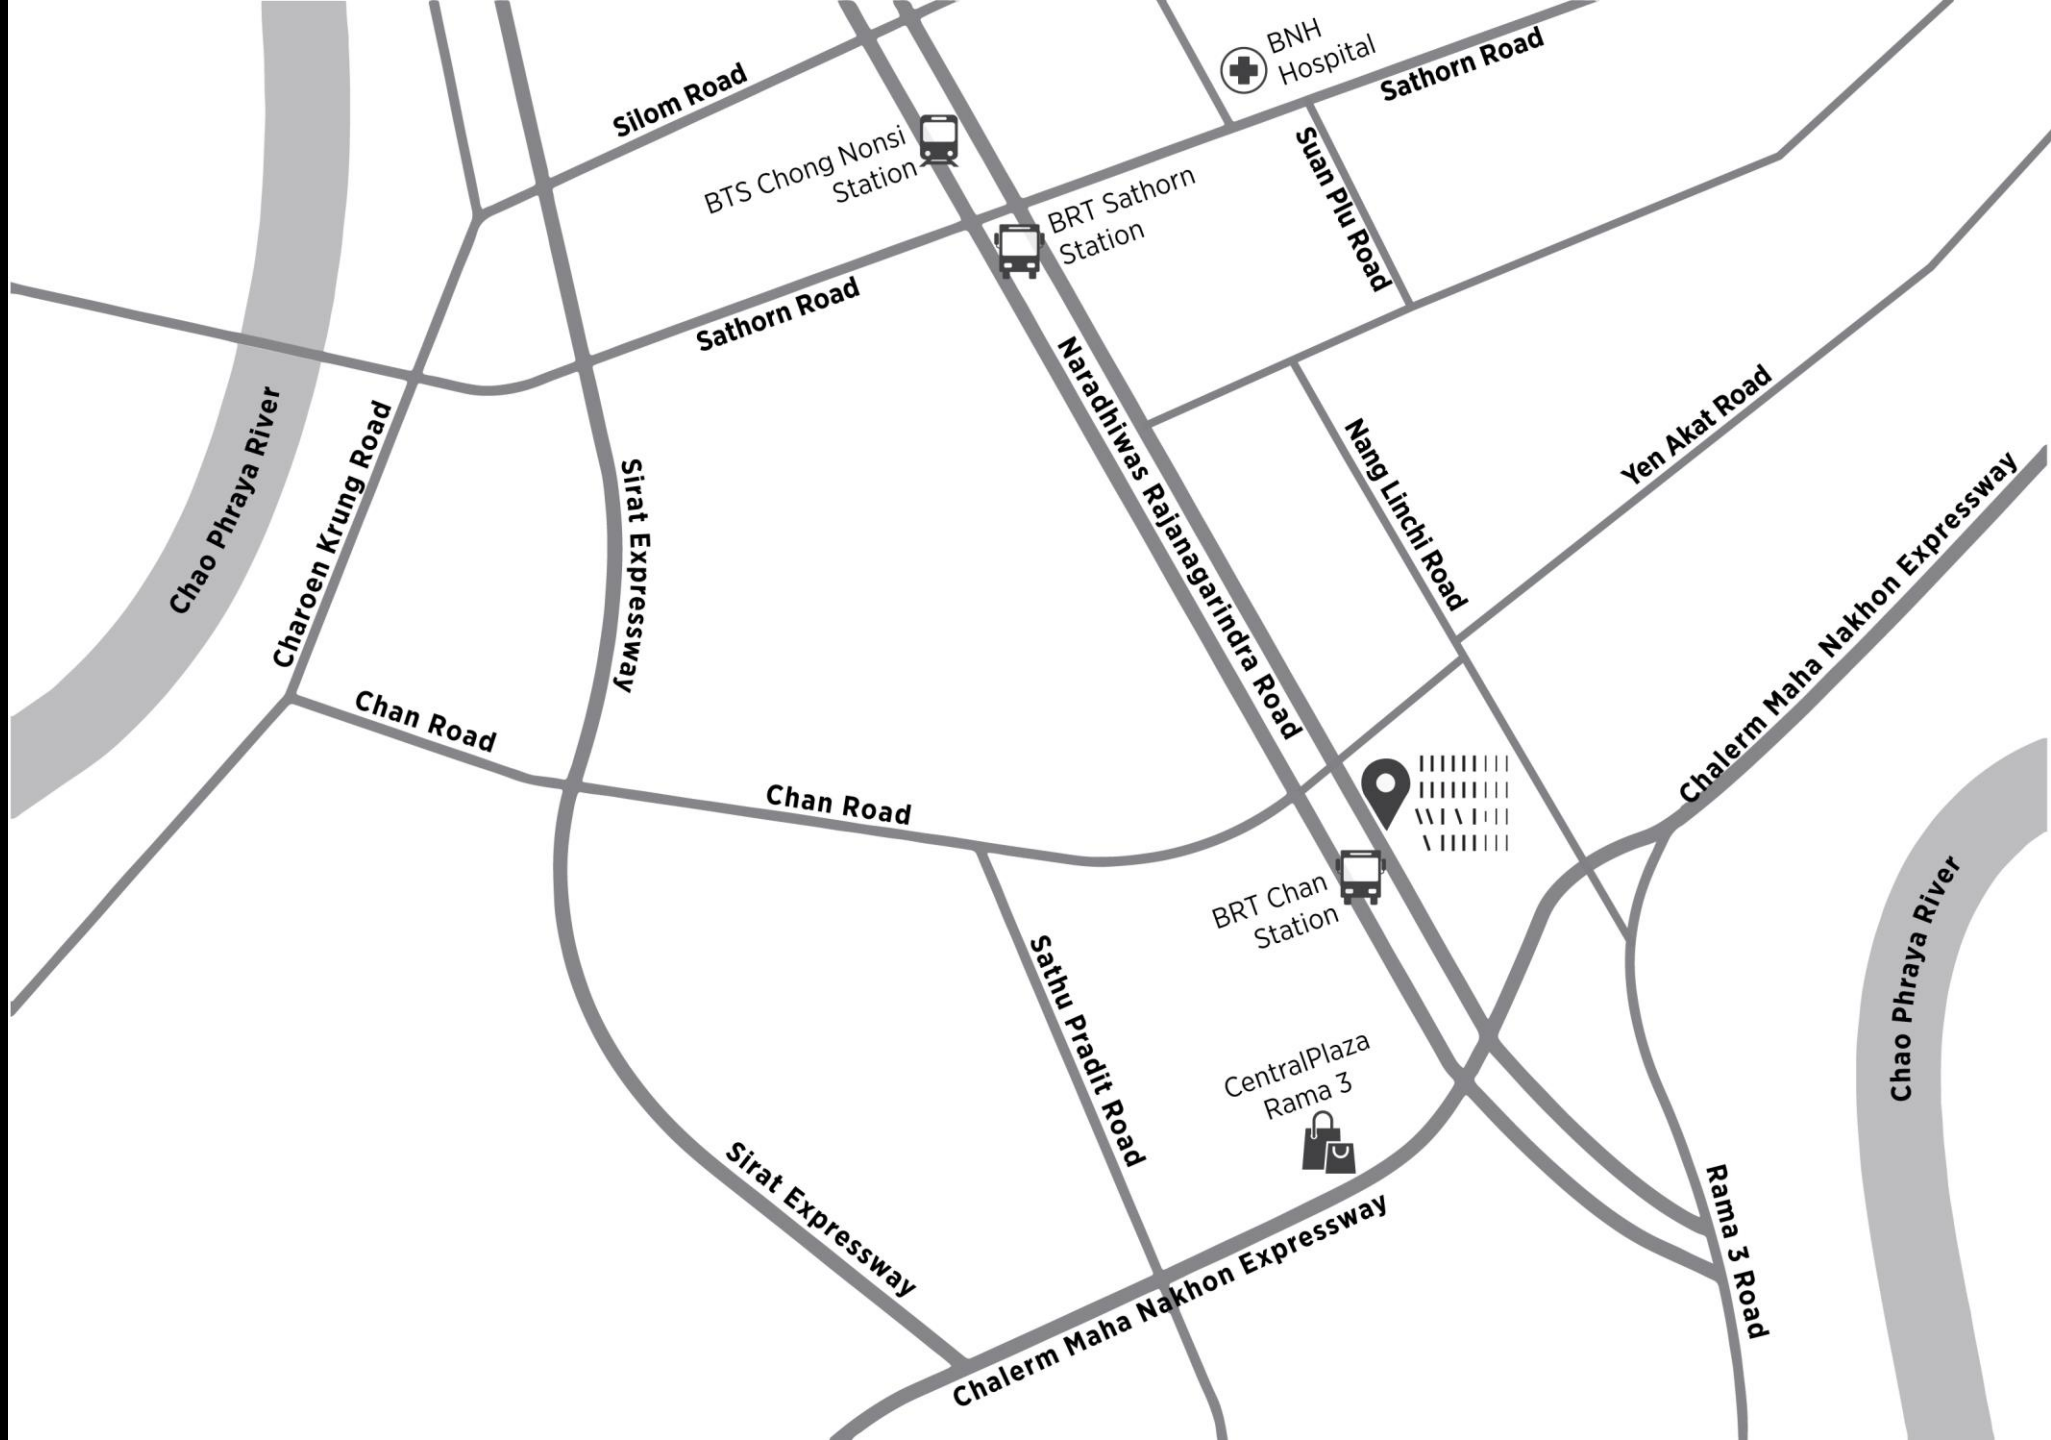 BNH
Hospital
Sathorn Road
Silom Road
BTS Chong Nonsi
Station
Suan Plu Road
BRT Sathorn
Station
Sathorn Road
Naradhiwas Rajanagarindra Road
Chao Phraya River
Charoen Krung Road
Sirat Expressway
Nang Linchi Road
Yen Akat Road
Chalerm Maha Nakhon Expressway
Chan Road
Chan Road
BRT Chan
Station
Chao Phraya River
Sathu Pradit Road
CentralPlaza
Rama 3
Sirat Expressway
Rama 3 Road
Chalerm Maha Nakhon Expressway